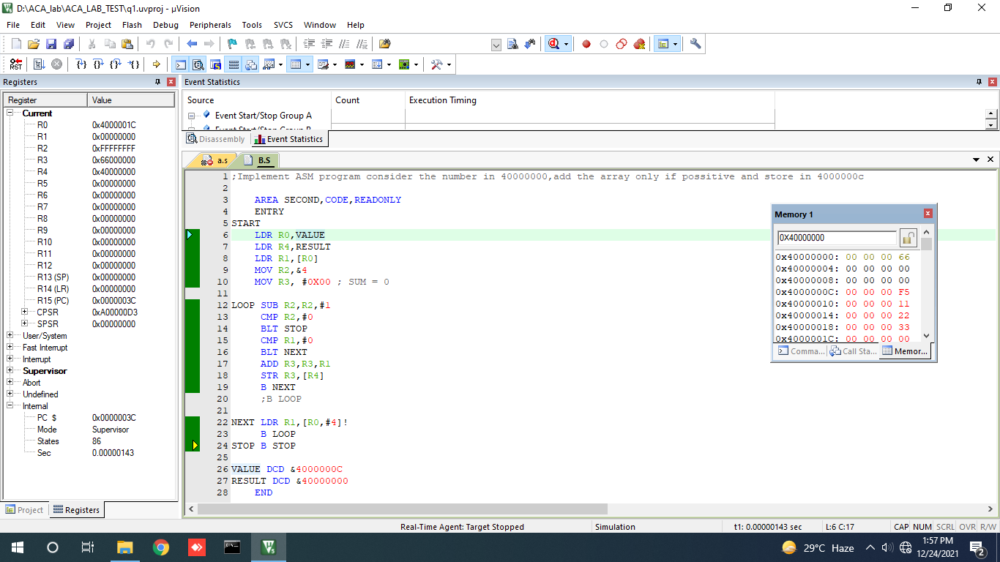 D:\ACA_lab\ACA_LAB_TEST\q1.uvproj - µVision
File Edit View Project Flash Debug Peripherals Tools SVCS Window Help
Registers
Register Value
Current
R0 0x4000001C
R1 0x00000000
R2 0xFFFFFFFF
R3 0x66000000
R4 0x40000000
R5 0x00000000
R6 0x00000000
R7 0x00000000
R8 0x00000000
R9 0x00000000
R10 0x00000000
R11 0x00000000
R12 0x00000000
R13 (SP) 0x00000000
R14 (LR) 0x00000000
R15 (PC) 0x0000003C
CPSR 0xA00000D3
SPSR 0x00000000
User/System
Fast Interrupt
Interrupt
Supervisor
Abort
Undefined
Internal
PC $ 0x0000003C
Mode Supervisor
States 86
Sec 0.00000143
Project Registers
Event Statistics
Source Count Execution Timing
Event Start/Stop Group A
Event Start/Stop Group B
Disassembly Event Statistics
a.s B.S
1 ;Implement ASM program consider the number in 40000000,add the array only if possitive and store in 4000000c
2
3 AREA SECOND,CODE,READONLY
4 ENTRY
5 START
6 LDR R0,VALUE
7 LDR R4,RESULT
8 LDR R1,[R0]
9 MOV R2,&4
10 MOV R3, #0X00 ; SUM = 0
11
12 LOOP SUB R2,R2,#1
13 CMP R2,#0
14 BLT STOP
15 CMP R1,#0
16 BLT NEXT
17 ADD R3,R3,R1
18 STR R3,[R4]
19 B NEXT
20 ;B LOOP
21
22 NEXT LDR R1,[R0,#4]!
23 B LOOP
24 STOP B STOP
25
26 VALUE DCD &4000000C
27 RESULT DCD &40000000
28 END
Memory 1
0X40000000
0x40000000: 00 00 00 66
0x40000004: 00 00 00 00
0x40000008: 00 00 00 00
0x4000000C: 00 00 00 F5
0x40000010: 00 00 00 11
0x40000014: 00 00 00 22
0x40000018: 00 00 00 33
0x4000001C: 00 00 00 00
Comma... Call Sta... Memor...
Real-Time Agent: Target Stopped Simulation t1: 0.00000143 sec L:6 C:17 CAP NUM SCRL OVR R/W
29°C Haze
1:57 PM
12/24/2021
2